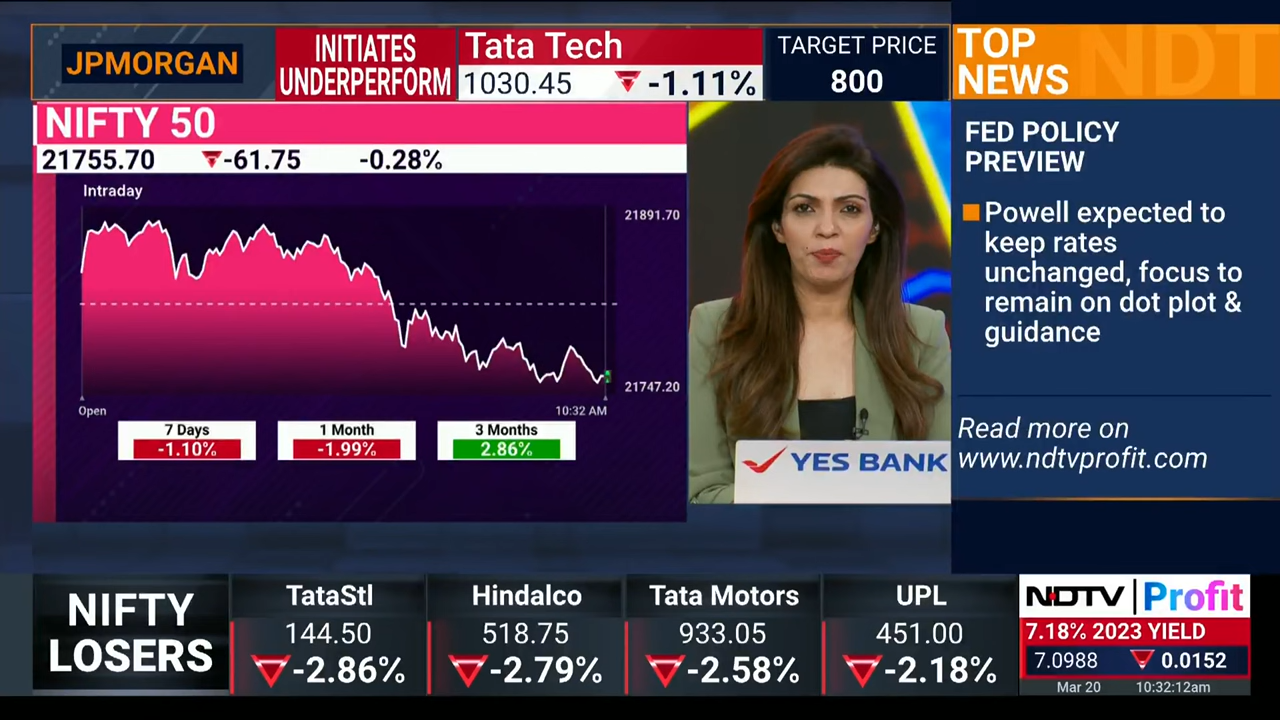 JPMORGAN
INITIATES
UNDERPERFORM
Tata Tech
1030.45 -1.11%
TARGET PRICE
800
TOP
NEWS
NDT
NIFTY 50
21755.70 -61.75 -0.28%
Intraday
21891.70
21747.20
Open 10:32 AM
7 Days
-1.10%
1 Month
-1.99%
3 Months
2.86%
YES BANK
FED POLICY
PREVIEW
Powell expected to
keep rates
unchanged, focus to
remain on dot plot &
guidance
Read more on
www.ndtvprofit.com
NIFTY
LOSERS
TataStl
144.50
-2.86%
Hindalco
518.75
-2.79%
Tata Motors
933.05
-2.58%
UPL
451.00
-2.18%
NDTV Profit
7.18% 2023 YIELD
7.0988 0.0152
Mar 20 10:32:12am